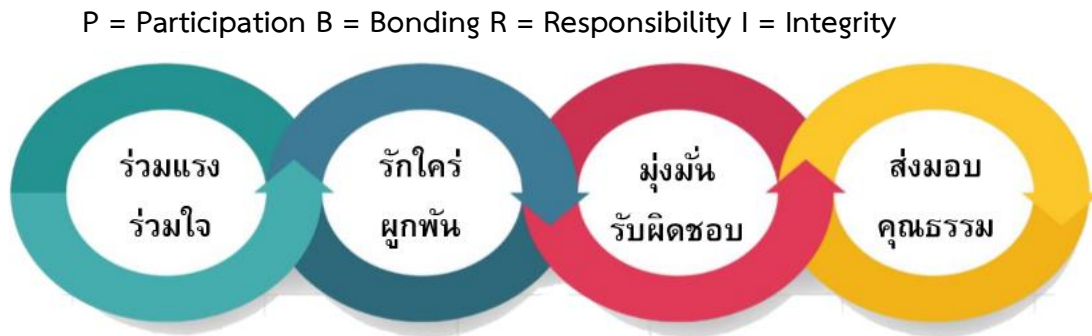 P = Participation B = Bonding R = Responsibility I = Integrity
ร่วมแรง
ร่วมใจ
รักใคร่
ผูกพัน
มุ่งมั่น
รับผิดชอบ
ส่งมอบ
คุณธรรม